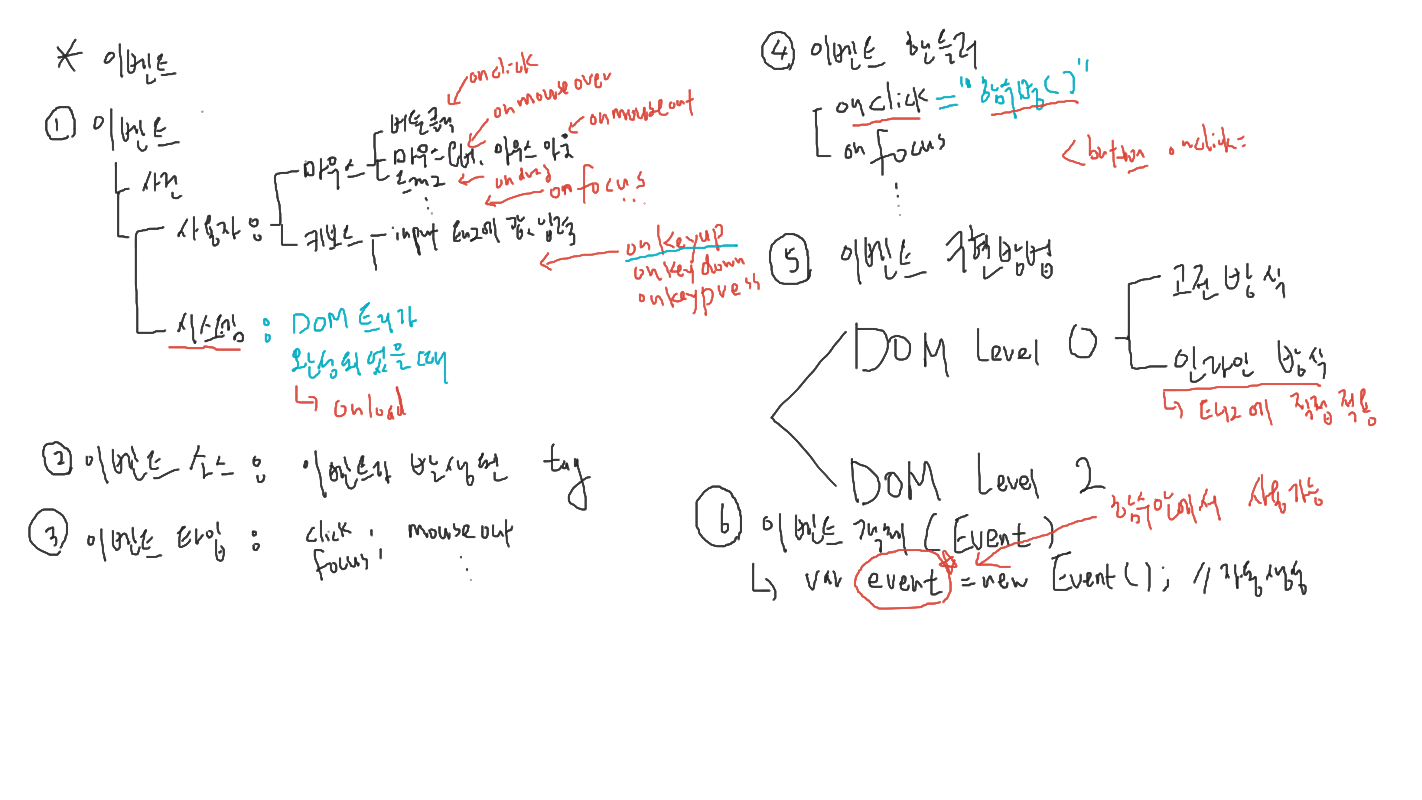 * 이벤트
① 이벤트
사건
사용자 :
마우스
버튼클릭
onclick
마우스 오버, 마우스 아웃
onmouseover
onmouseout
드래그
ondrag
키보드
input 태그에 값 입력
onfocus
onkeyup
onkeydown
onkeypress
시스템 : DOM 트리가
완성되었을 때
onload
② 이벤트 소스 : 이벤트가 발생한 tag
③ 이벤트 타입 : click, mouseout
focus,
④ 이벤트 핸들러
onclick = "함수명()"
on focus
<button onclick=
⑤ 이벤트 구현방법
DOM Level 0
고전 방식
인라인 방식
태그에 직접 적용
DOM Level 2
⑥ 이벤트 객체 (Event)
함수 안에서 사용가능
var event = new Event(); // 자동생성